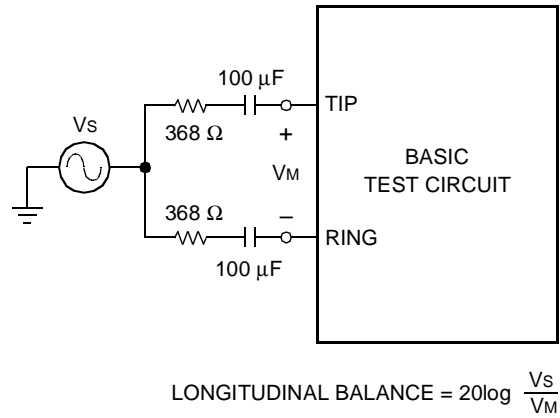 100 μF
TIP
368 Ω
+
Vs
VM
BASIC
TEST CIRCUIT
368 Ω
–
RING
100 μF
LONGITUDINAL BALANCE = 20log Vs
VM